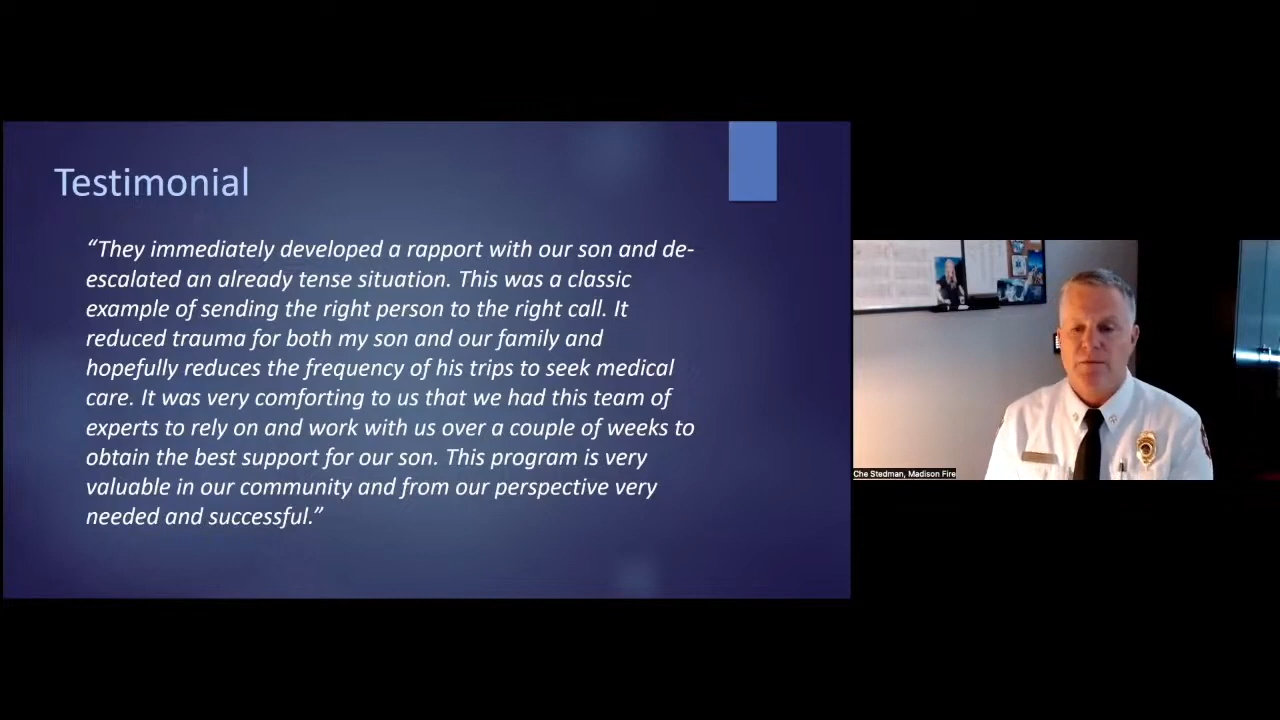 Testimonial
“They immediately developed a rapport with our son and de-
escalated an already tense situation. This was a classic
example of sending the right person to the right call. It
reduced trauma for both my son and our family and
hopefully reduces the frequency of his trips to seek medical
care. It was very comforting to us that we had this team of
experts to rely on and work with us over a couple of weeks to
obtain the best support for our son. This program is very
valuable in our community and from our perspective very
needed and successful.”
Che Stedman, Madison Fire